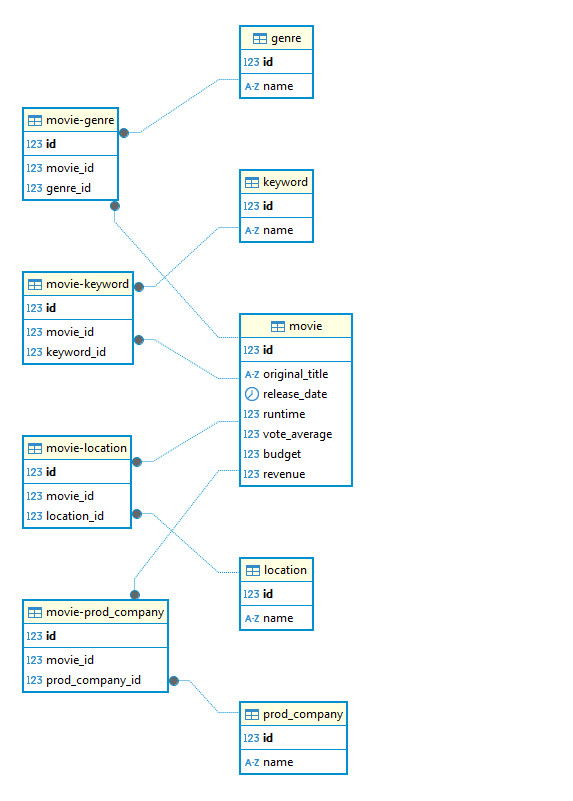 genre
123 id
A-Z name
movie-genre
123 id
123 movie_id
123 genre_id
keyword
123 id
A-Z name
movie-keyword
123 id
123 movie_id
123 keyword_id
movie
123 id
A-Z original_title
release_date
123 runtime
123 vote_average
123 budget
123 revenue
movie-location
123 id
123 movie_id
123 location_id
location
123 id
A-Z name
movie-prod_company
123 id
123 movie_id
123 prod_company_id
prod_company
123 id
A-Z name